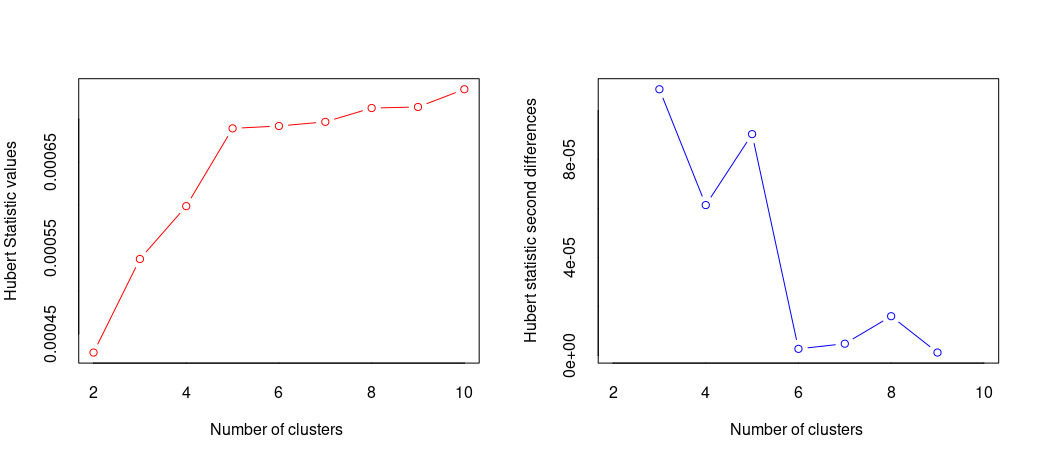 Hubert Statistic values
0.00065
0.00055
0.00045
2 4 6 8 10
Number of clusters
Hubert statistic second differences
8e-05
4e-05
0e+00
2 4 6 8 10
Number of clusters